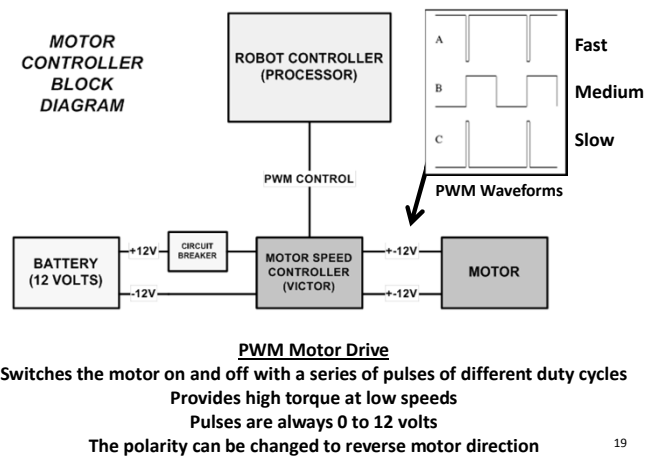 MOTOR
CONTROLLER
BLOCK
DIAGRAM
ROBOT CONTROLLER
(PROCESSOR)
A
Fast
B
Medium
C
Slow
PWM Waveforms
PWM CONTROL
BATTERY
(12 VOLTS)
+12V
-12V
CIRCUIT
BREAKER
MOTOR SPEED
CONTROLLER
(VICTOR)
+-12V
+-12V
MOTOR
PWM Motor Drive
Switches the motor on and off with a series of pulses of different duty cycles
Provides high torque at low speeds
Pulses are always 0 to 12 volts
The polarity can be changed to reverse motor direction
19